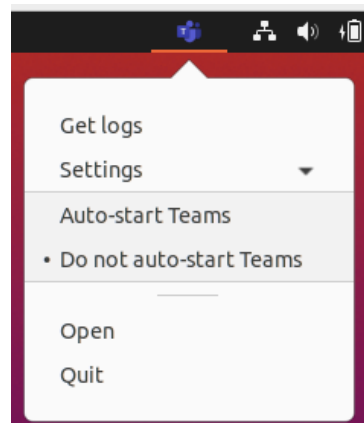 Get logs
Settings
Auto-start Teams
• Do not auto-start Teams
Open
Quit